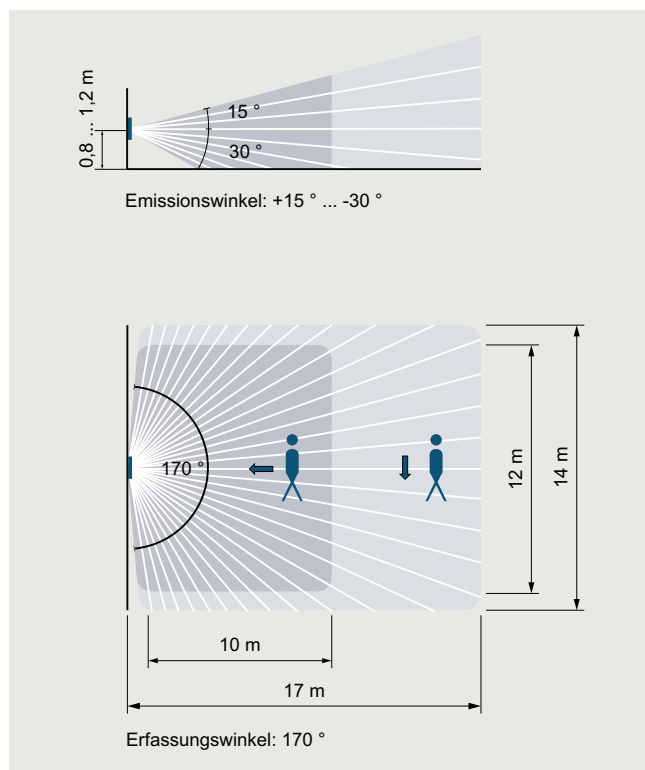 0,8 ... 1,2 m
15 °
30 °
Emissionswinkel: +15 ° ... -30 °
170 °
12 m
14 m
10 m
17 m
Erfassungswinkel: 170 °